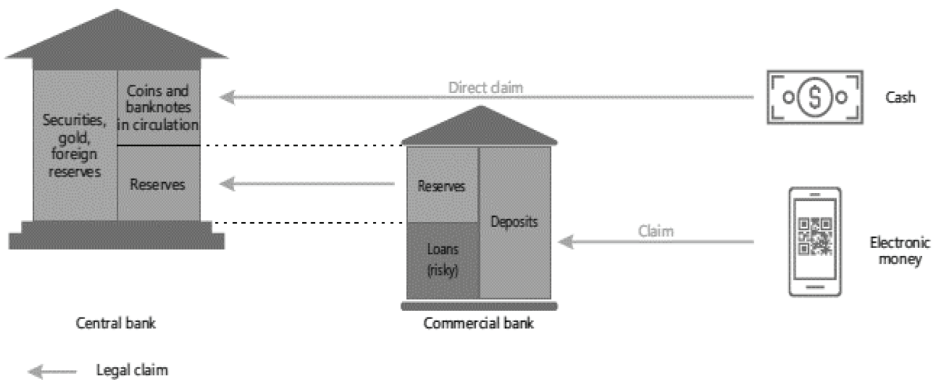 Securities,
gold,
foreign
reserves
Coins and
banknotes
in circulation
Reserves
Direct claim
$
Cash
Reserves
Loans
(risky)
Deposits
Claim
Electronic
money
Central bank
Commercial bank
Legal claim